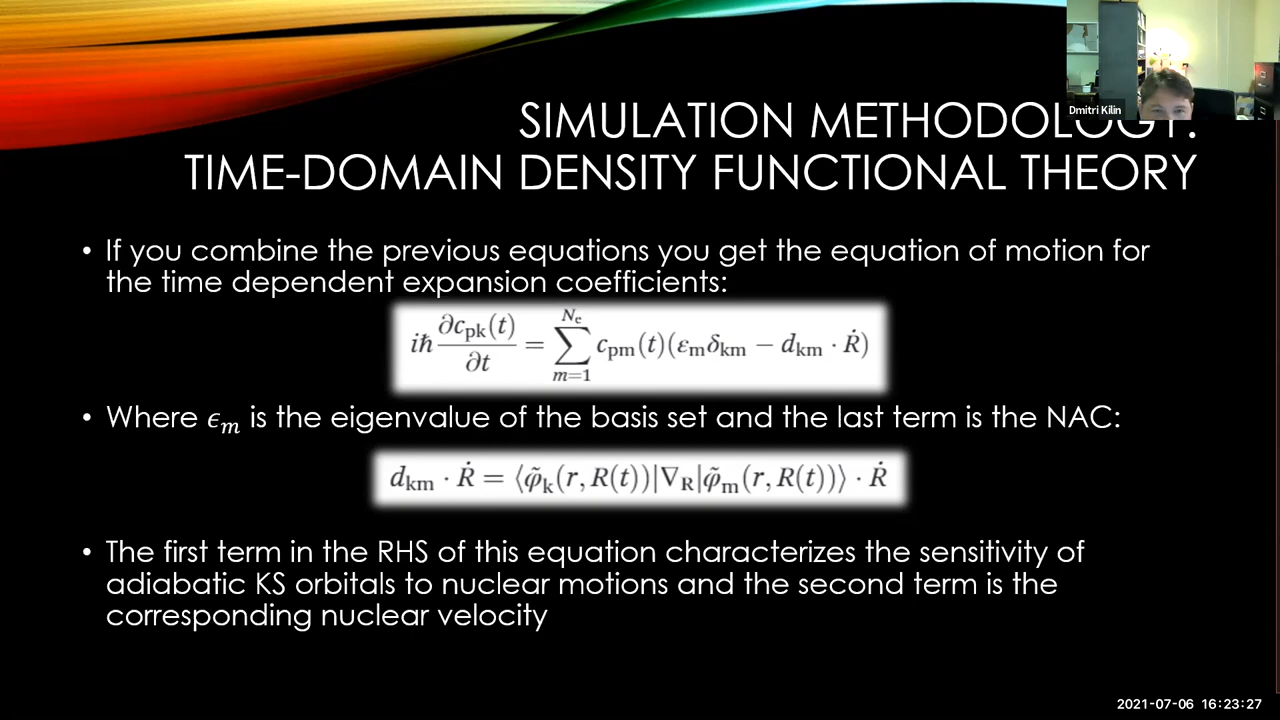 Dmitri Kilin
SIMULATION METHODOLOGY:
TIME-DOMAIN DENSITY FUNCTIONAL THEORY
• If you combine the previous equations you get the equation of motion for
the time dependent expansion coefficients:
iℏ ∂c_pk(t)/∂t = ∑_{m=1}^{N_e} c_pm(t)(ε_m δ_km − d_km · Ṙ)
• Where ϵ_m is the eigenvalue of the basis set and the last term is the NAC:
d_km · Ṙ = ⟨φ̃_k(r, R(t))|∇_R|φ̃_m(r, R(t))⟩ · Ṙ
• The first term in the RHS of this equation characterizes the sensitivity of
adiabatic KS orbitals to nuclear motions and the second term is the
corresponding nuclear velocity
2021-07-06 16:23:27